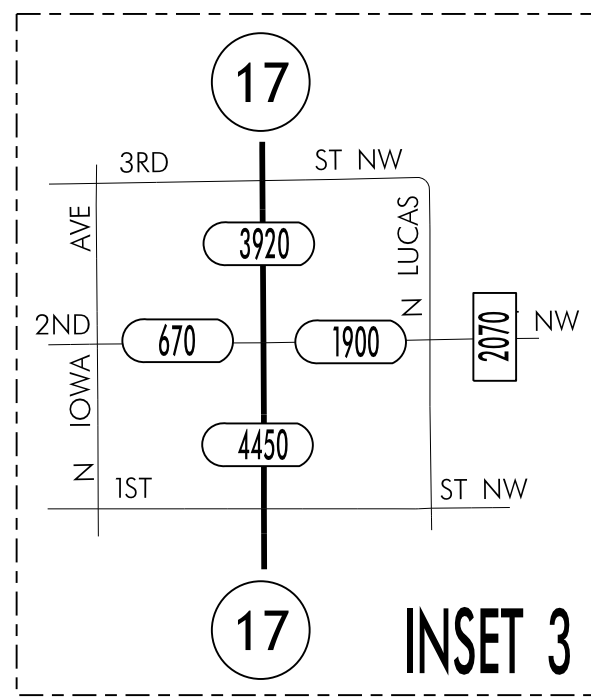 17
3RD ST NW
N IOWA AVE
N LUCAS
3920
2ND NW
670
1900
2070
4450
1ST ST NW
17
INSET 3